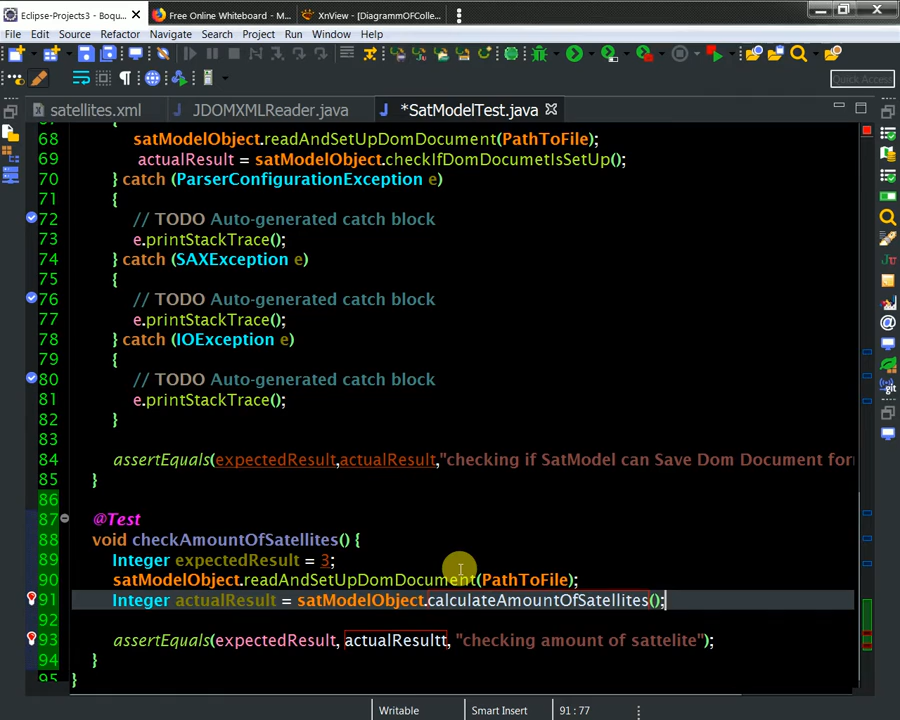 Eclipse-Projects3 - Boqu...
Free Online Whiteboard - M...
XnView - [DiagrammOfColle...
File Edit Source Refactor Navigate Search Project Run Window Help
Quick Access
satellites.xml
JDOMXMLReader.java
*SatModelTest.java
68 satModelObject.readAndSetUpDomDocument(PathToFile);
69 actualResult = satModelObject.checkIfDomDocumetIsSetUp();
70 } catch (ParserConfigurationException e)
71 {
72 // TODO Auto-generated catch block
73 e.printStackTrace();
74 } catch (SAXException e)
75 {
76 // TODO Auto-generated catch block
77 e.printStackTrace();
78 } catch (IOException e)
79 {
80 // TODO Auto-generated catch block
81 e.printStackTrace();
82 }
83
84 assertEquals(expectedResult,actualResult,"checking if SatModel can Save Dom Document for
85 }
86
87 @Test
88 void checkAmountOfSatellites() {
89 Integer expectedResult = 3;
90 satModelObject.readAndSetUpDomDocument(PathToFile);
91 Integer actualResult = satModelObject.calculateAmountOfSatellites();
92
93 assertEquals(expectedResult, actualResultt, "checking amount of sattelite");
94 }
95 }
Writable
Smart Insert
91 : 77